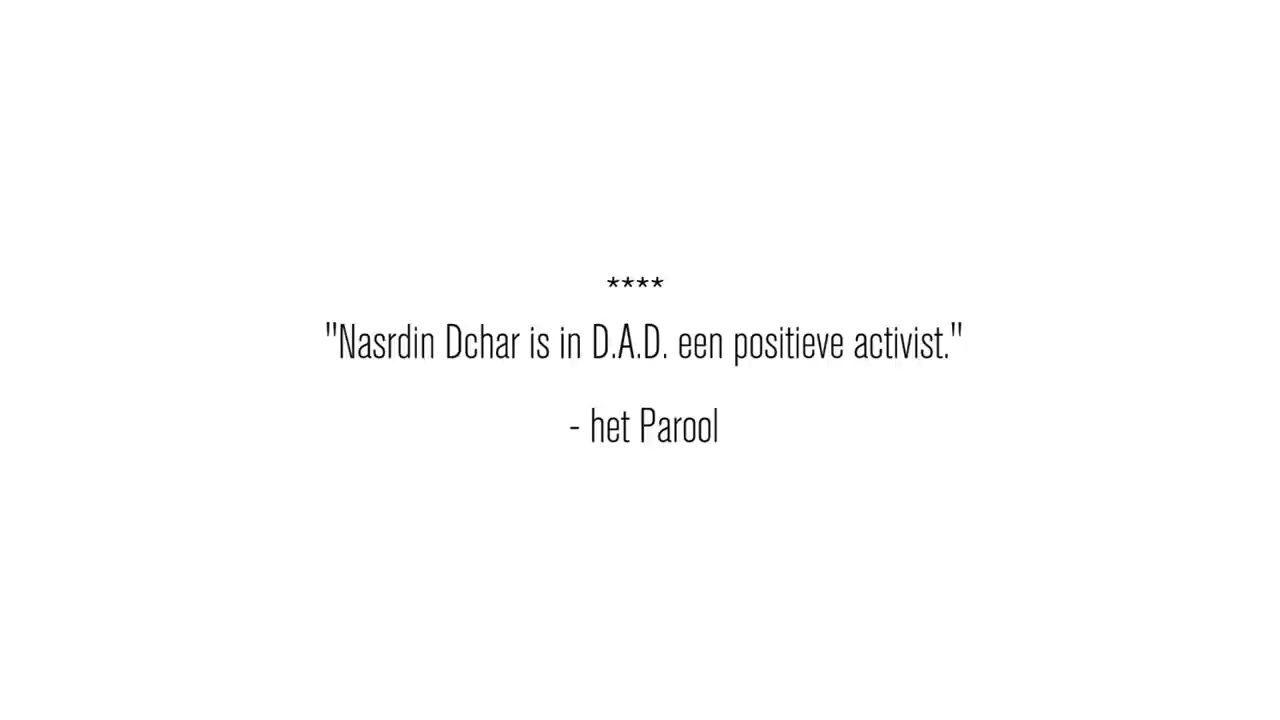 ****
"Nasrdin Dchar is in D.A.D. een positieve activist."
- het Parool